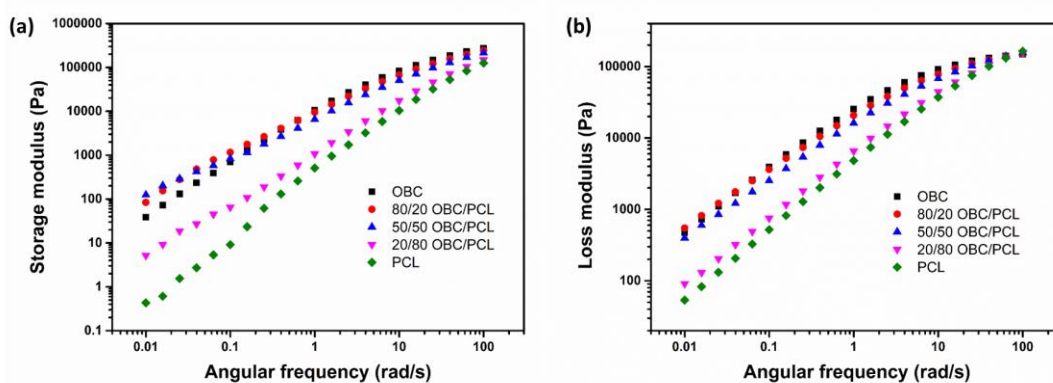 (a)
Storage modulus (Pa)
1000000
100000
10000
1000
100
10
1
0.1
0.01 0.1 1 10 100
Angular frequency (rad/s)
OBC
80/20 OBC/PCL
50/50 OBC/PCL
20/80 OBC/PCL
PCL
(b)
Loss modulus (Pa)
100000
10000
1000
100
0.01 0.1 1 10 100
Angular frequency (rad/s)
OBC
80/20 OBC/PCL
50/50 OBC/PCL
20/80 OBC/PCL
PCL